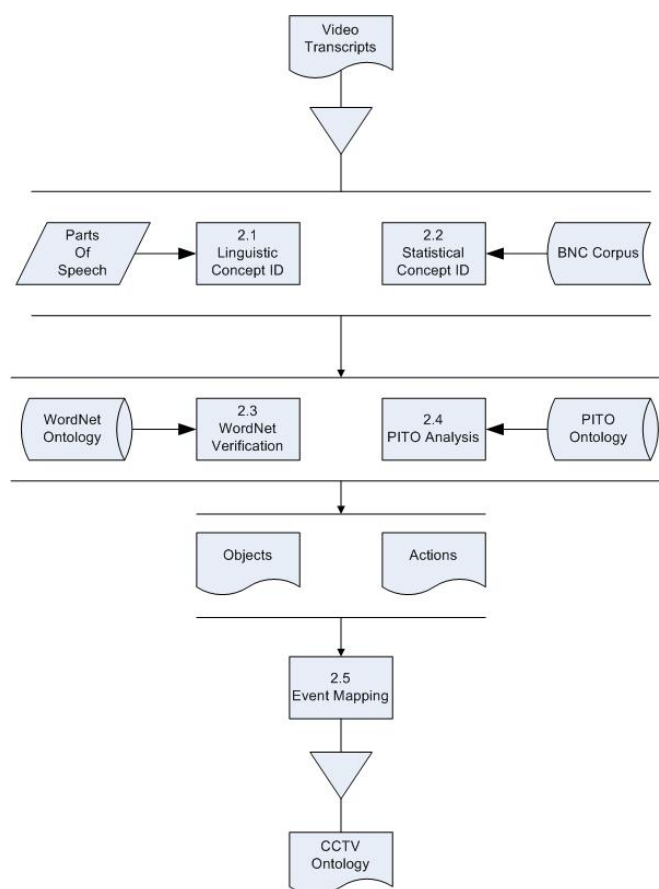 Video
Transcripts
Parts
Of
Speech
2.1
Linguistic
Concept ID
2.2
Statistical
Concept ID
BNC Corpus
WordNet
Ontology
2.3
WordNet
Verification
2.4
PITO Analysis
PITO
Ontology
Objects
Actions
2.5
Event Mapping
CCTV
Ontology